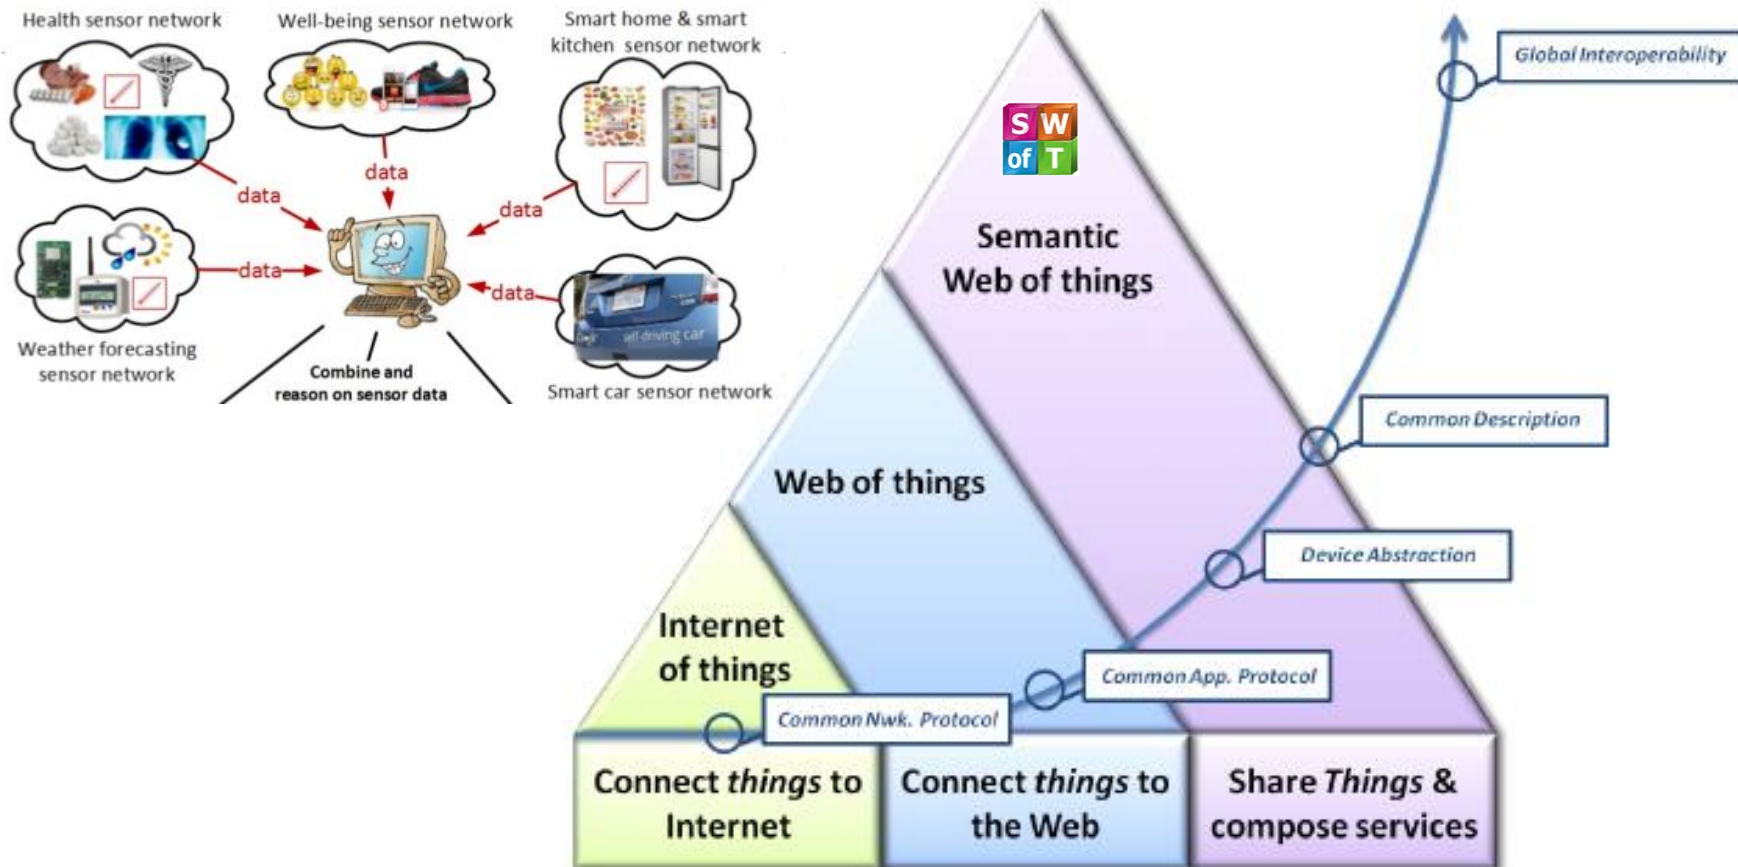 Health sensor network
Well-being sensor network
Smart home & smart
kitchen sensor network
data
data
data
data
data
Weather forecasting
sensor network
self-driving car
Smart car sensor network
Combine and
reason on sensor data
S W
of T
Semantic
Web of things
Web of things
Internet
of things
Global Interoperability
Common Description
Device Abstraction
Common App. Protocol
Common Nwk. Protocol
Connect things to
Internet
Connect things to
the Web
Share Things &
compose services